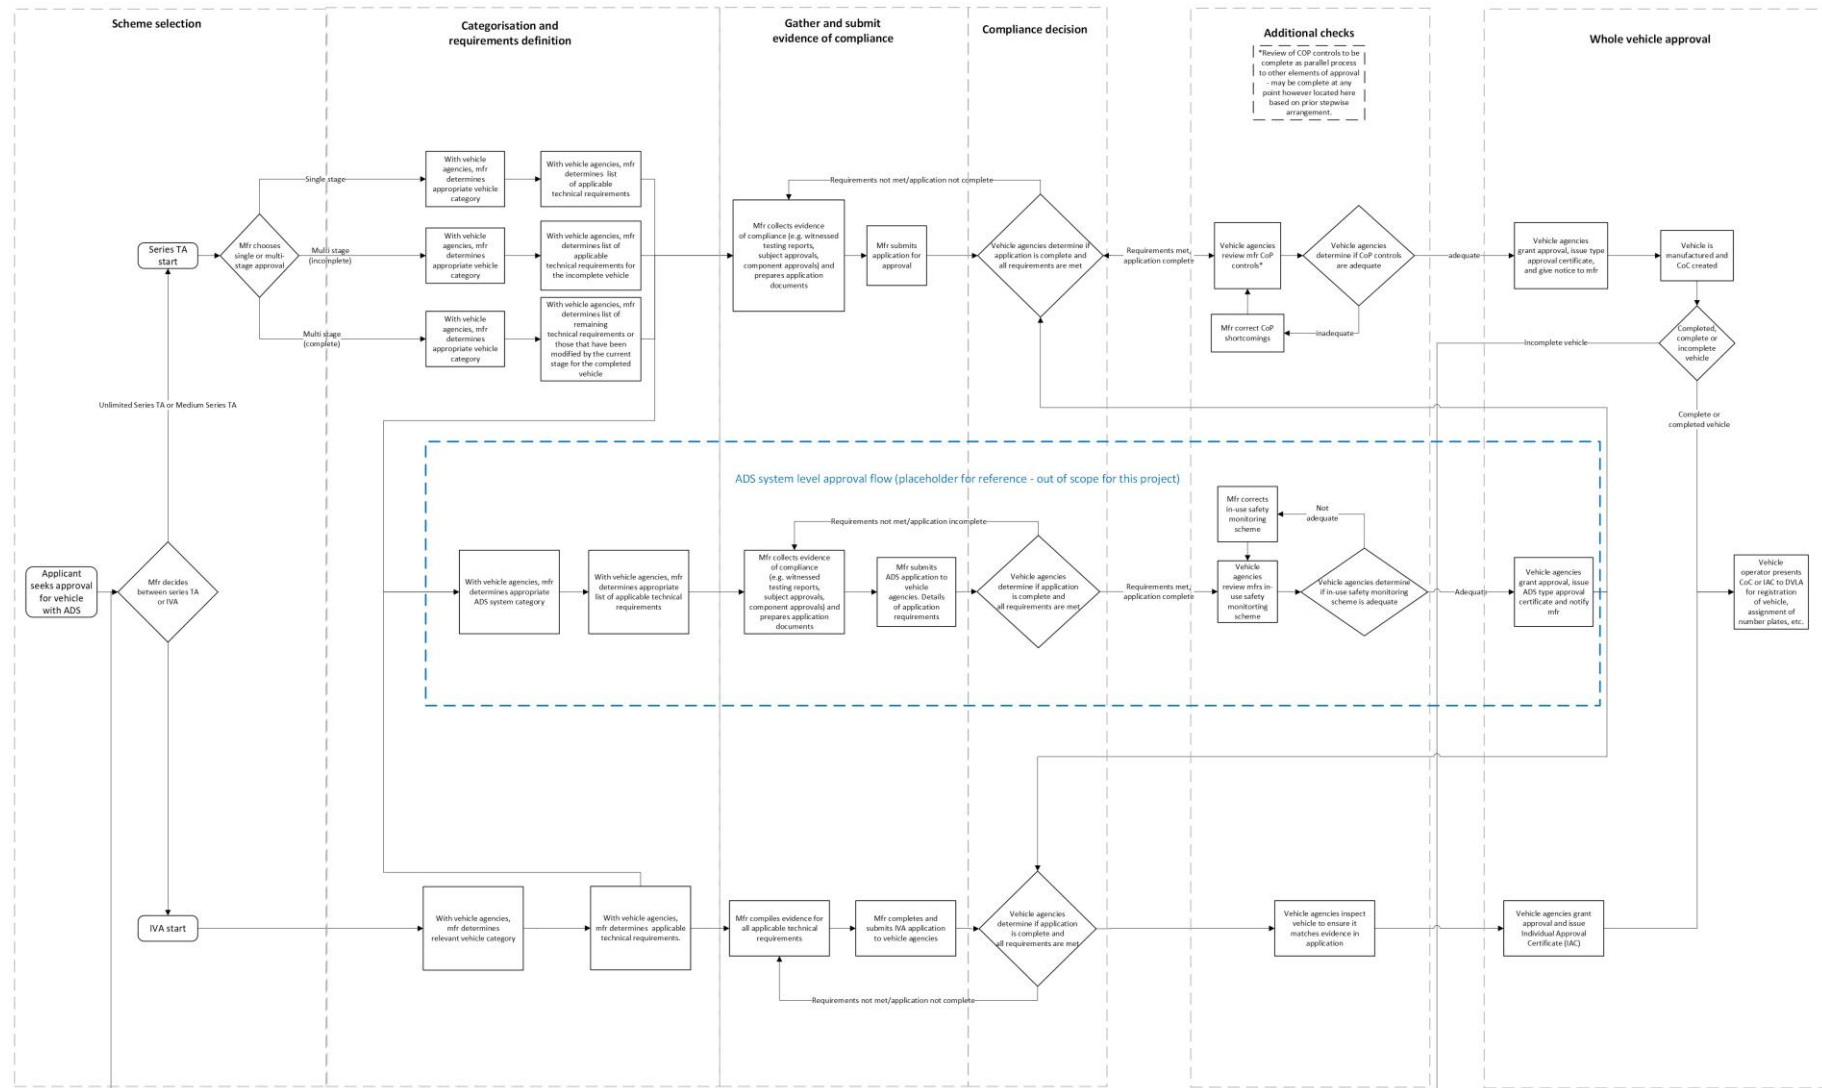 Scheme selection
Categorisation and
requirements definition
Gather and submit
evidence of compliance
Compliance decision
Additional checks
*Review of COP controls to be
complete as parallel process
to other elements of approval
- may be complete at any
point however located here
based on prior stepwise
arrangement.
Whole vehicle approval
Series TA
start
Mfr chooses
single or multi-
stage approval
Single stage
Multi stage
(incomplete)
Multi stage
(complete)
With vehicle
agencies, mfr
determines
appropriate vehicle
category
With vehicle agencies, mfr
determines list
of applicable
technical requirements
With vehicle
agencies, mfr
determines
appropriate vehicle
category
With vehicle agencies, mfr
determines list of
applicable
technical requirements for
the incomplete vehicle
With vehicle
agencies, mfr
determines
appropriate vehicle
category
With vehicle agencies, mfr
determines list of
remaining
technical requirements or
those that have been
modified by the current
stage for the completed
vehicle
Requirements not met/application not complete
Mfr collects evidence
of compliance (e.g. witnessed
testing reports,
subject approvals,
component approvals) and
prepares application
documents
Mfr submits
application for
approval
Vehicle agencies determine if
application is complete and
all requirements are met
Requirements met,
application complete
Vehicle agencies
review mfr CoP
controls*
Vehicle agencies
determine if CoP controls
are adequate
Mfr correct CoP
shortcomings
inadequate
adequate
Vehicle agencies
grant approval, issue type
approval certificate,
and give notice to mfr
Vehicle is
manufactured and
CoC created
Completed,
complete or
incomplete
vehicle
Incomplete vehicle
Complete or
completed vehicle
Unlimited Series TA or Medium Series TA
Applicant
seeks approval
for vehicle
with ADS
Mfr decides
between series TA
or IVA
ADS system level approval flow (placeholder for reference - out of scope for this project)
With vehicle agencies, mfr
determines appropriate
ADS system category
With vehicle agencies, mfr
determines appropriate
list of applicable technical
requirements
Requirements not met/application incomplete
Mfr collects evidence
of compliance
(e.g. witnessed
testing reports,
subject approvals,
component approvals) and
prepares application
documents
Mfr submits
ADS application to
vehicle
agencies. Details
of application
requirements
Vehicle agencies
determine if application
is complete and
all requirements are met
Requirements met,
application complete
Mfr corrects
in-use safety
monitoring
scheme
Not
adequate
Vehicle
agencies
review mfrs in-
use safety
monitorting
scheme
Vehicle agencies determine
if in-use safety monitoring
scheme is adequate
Adequate
Vehicle agencies
grant approval, issue
ADS type approval
certificate and notify
mfr
Vehicle
operator presents
CoC or IAC to DVLA
for registration
of vehicle,
assignment of
number plates, etc.
IVA start
With vehicle agencies,
mfr determines
relevant vehicle category
With vehicle agencies,
mfr determines applicable
technical requirements.
Mfr compiles evidence for
all applicable technical
requirements
Mfr completes and
submits IVA application
to vehicle agencies
Vehicle agencies
determine if application
is complete and
all requirements are met
Requirements not met/application not complete
Vehicle agencies inspect
vehicle to ensure it
matches evidence in
application
Vehicle agencies grant
approval and issue
Individual Approval
Certificate (IAC)